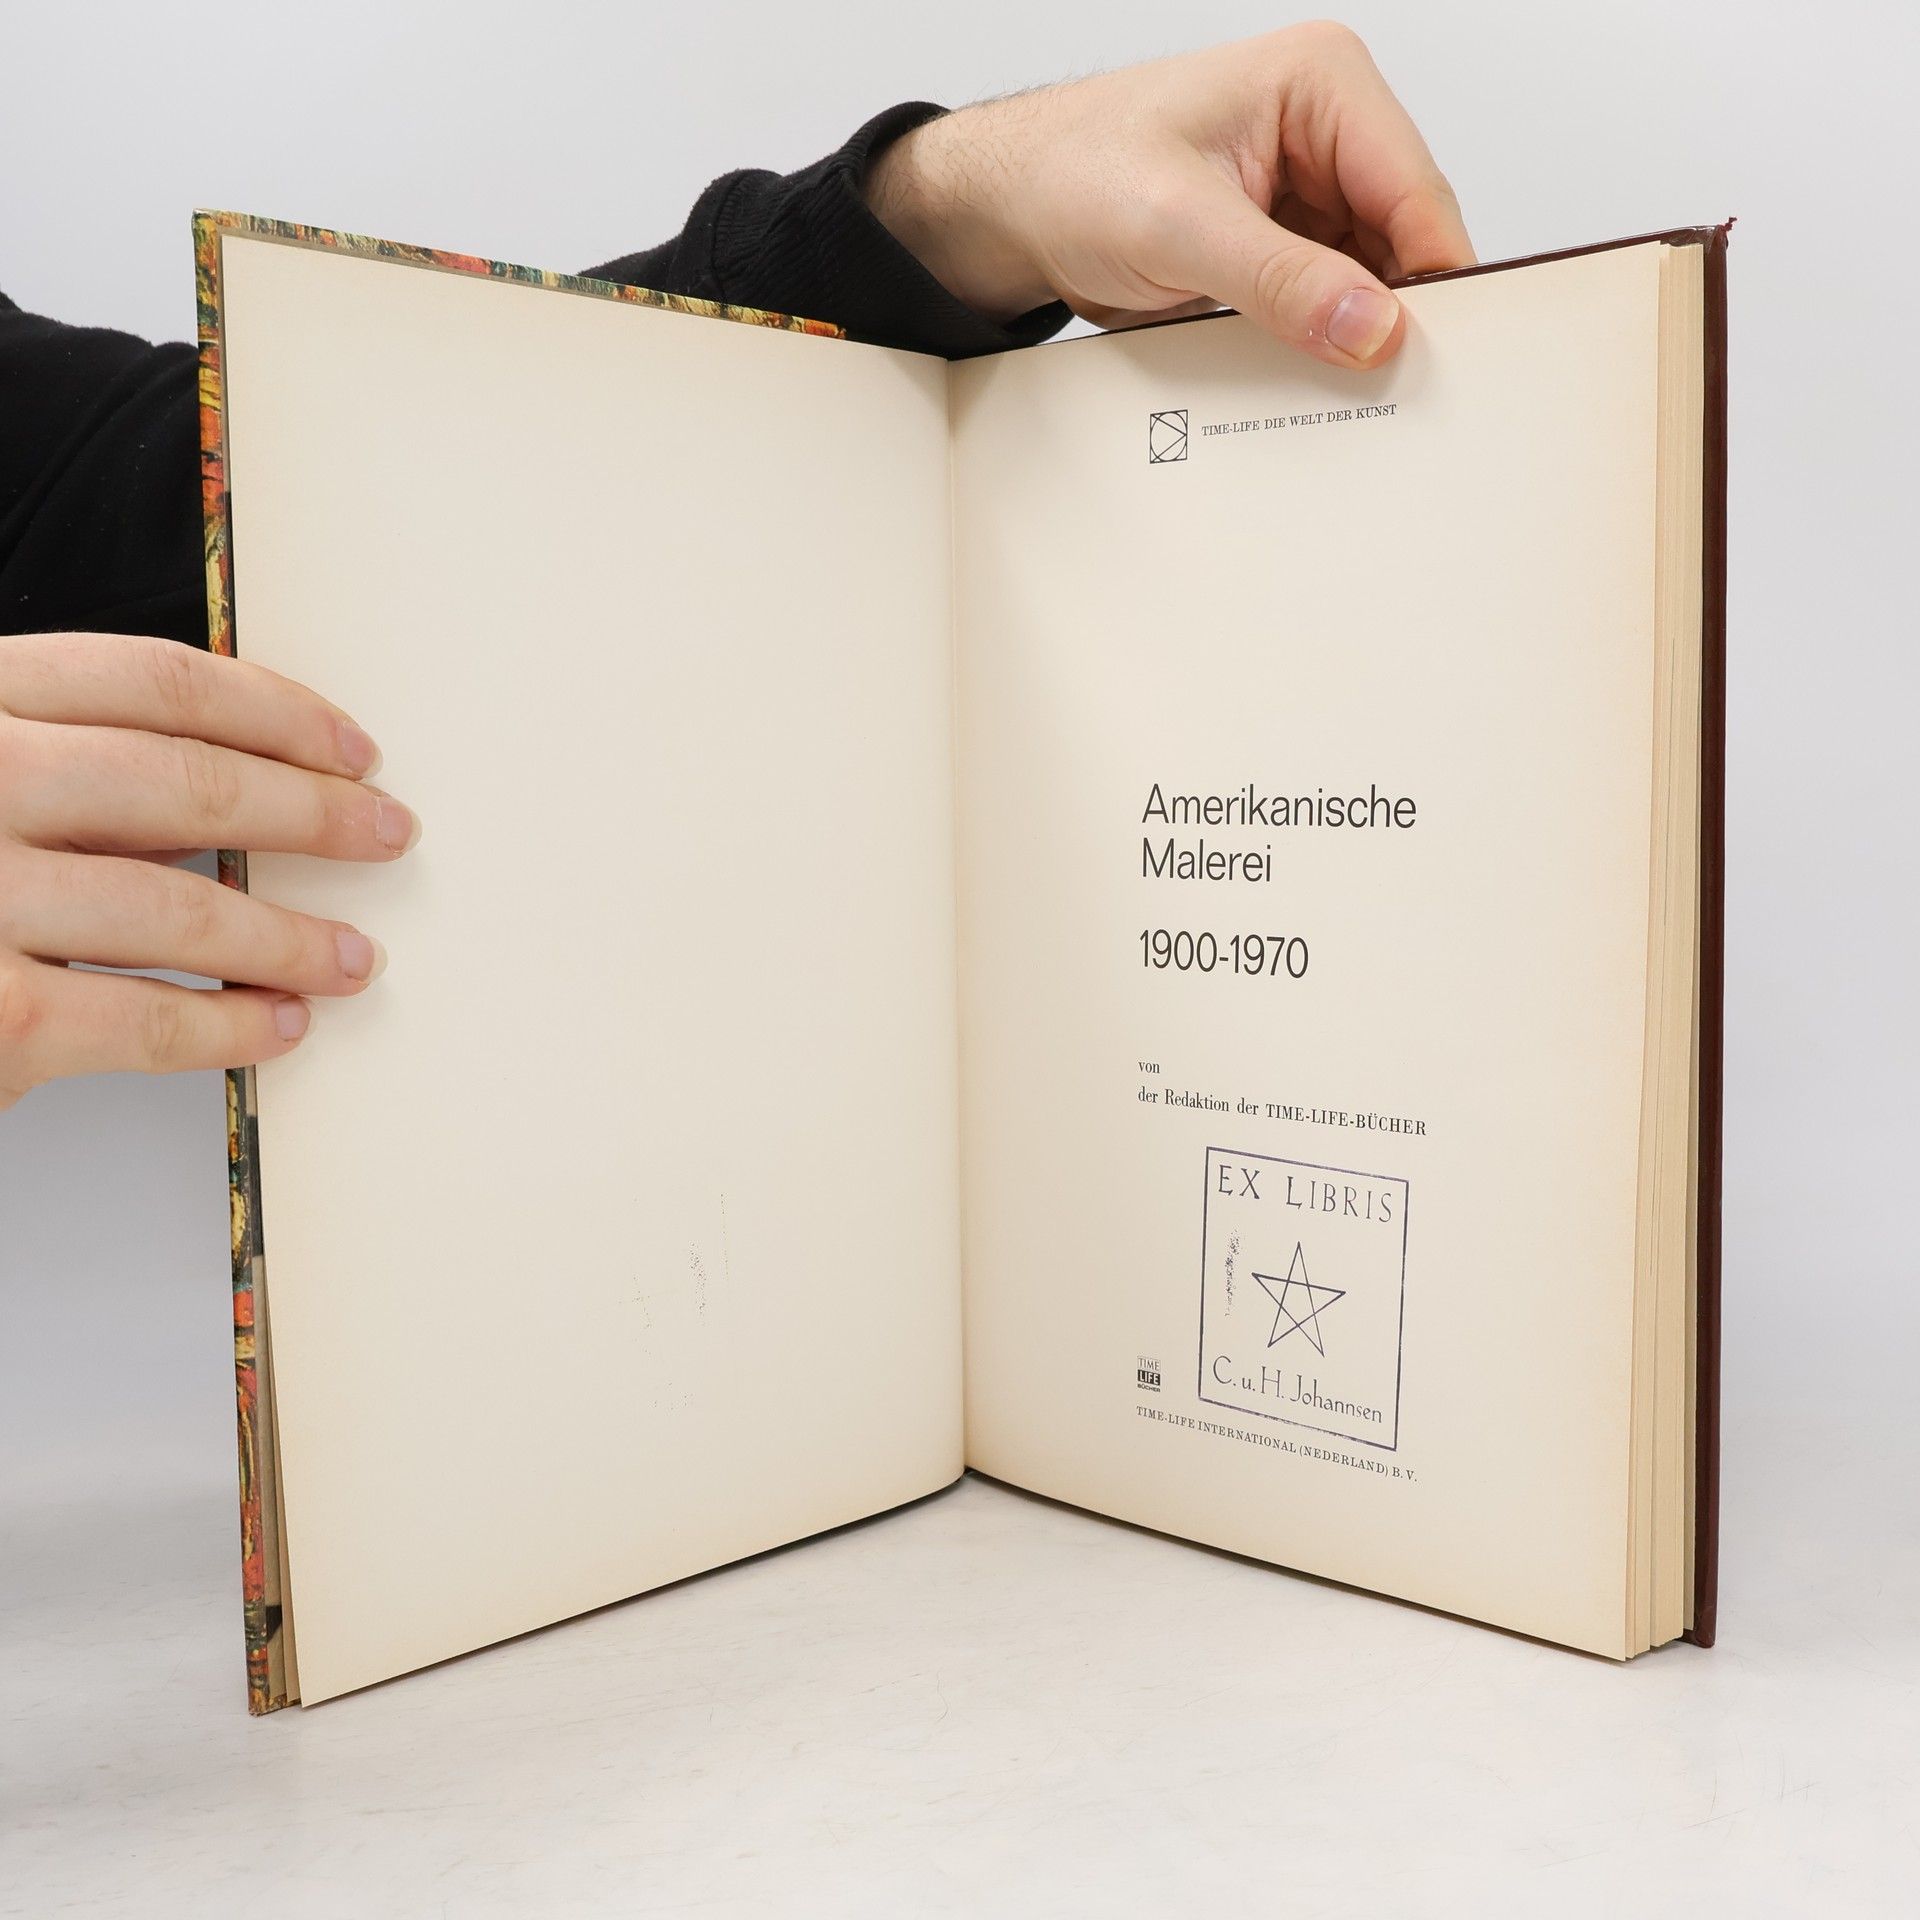 TIME-LIFE DIE WELT DER KUNST
Amerikanische
Malerei
1900-1970
von
der Redaktion der TIME-LIFE-BÜCHER
EX LIBRIS
C. u. H. Johannsen
TIME
LIFE
BÜCHER
TIME-LIFE INTERNATIONAL (NEDERLAND) B. V.